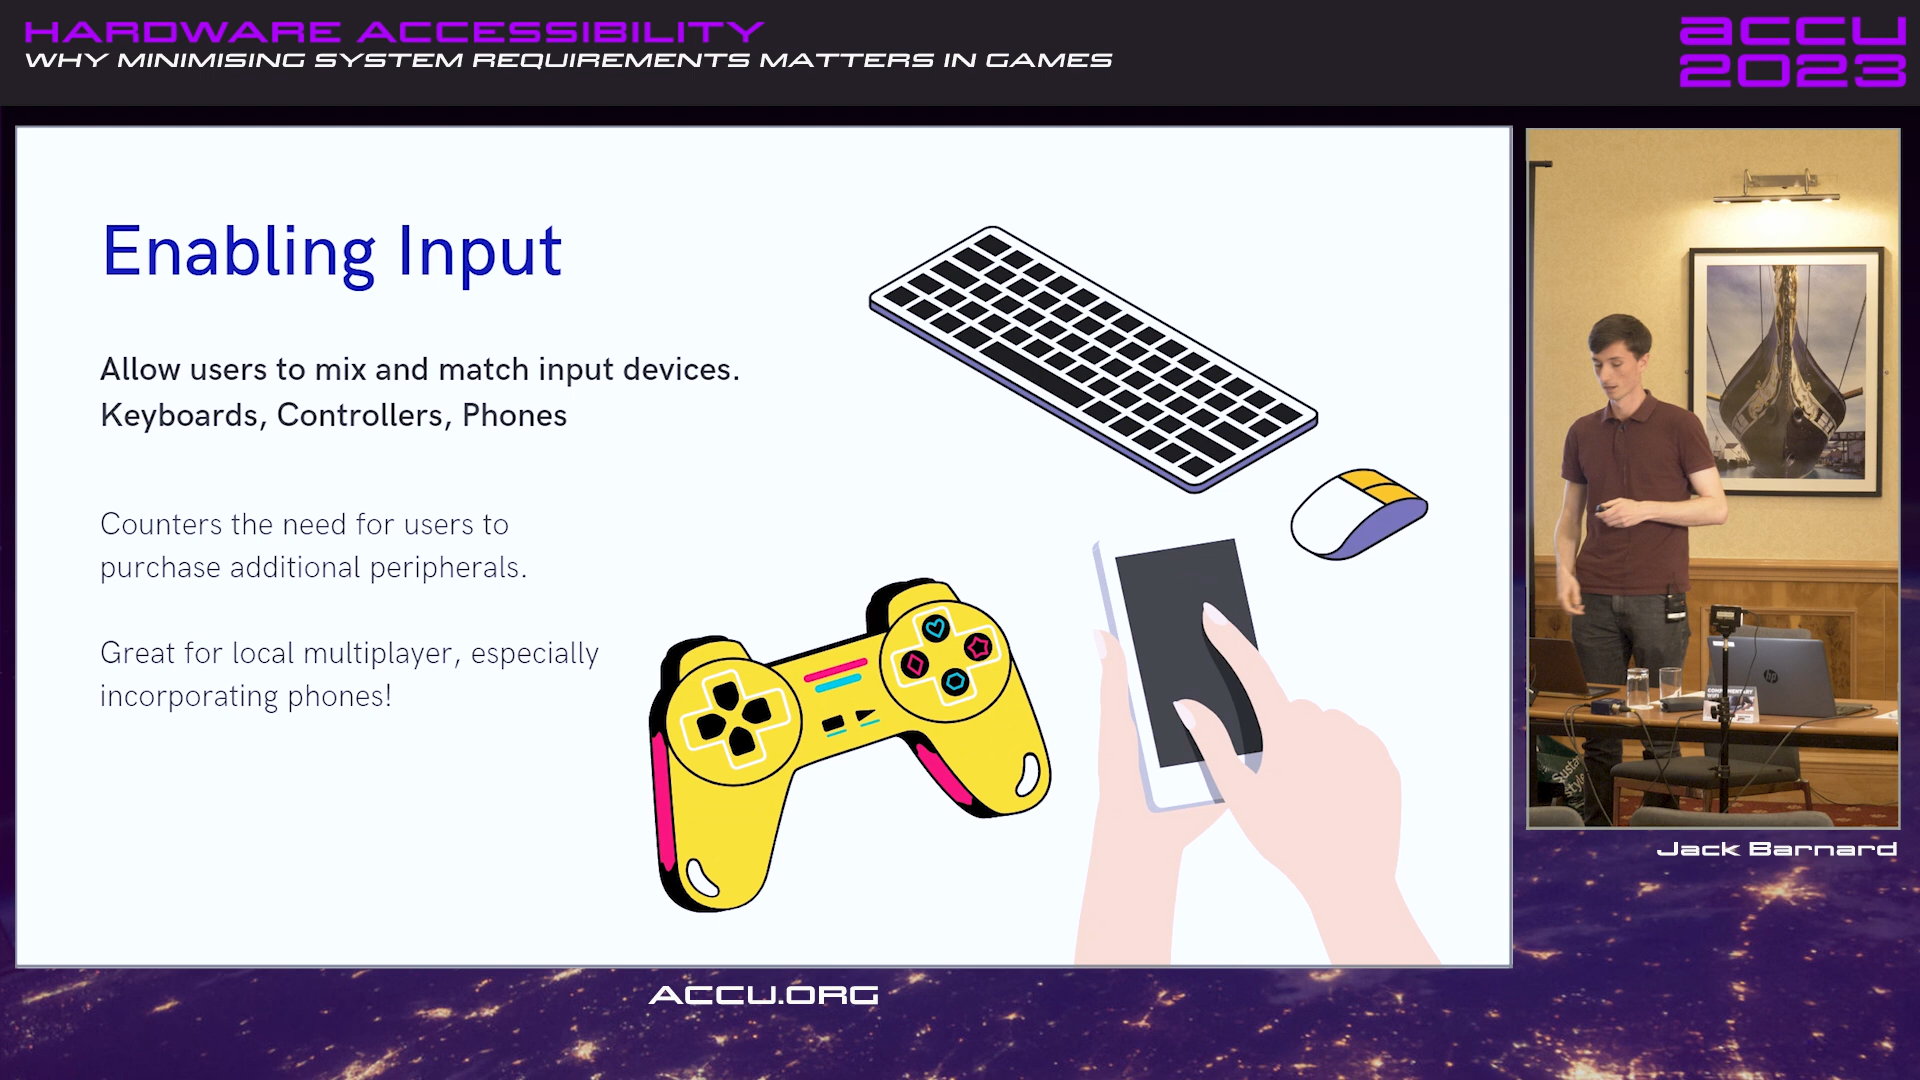 HARDWARE ACCESSIBILITY
WHY MINIMISING SYSTEM REQUIREMENTS MATTERS IN GAMES
accu
2023
Enabling Input
Allow users to mix and match input devices.
Keyboards, Controllers, Phones
Counters the need for users to
purchase additional peripherals.
Great for local multiplayer, especially
incorporating phones!
hp
Jack Barnard
ACCU.ORG